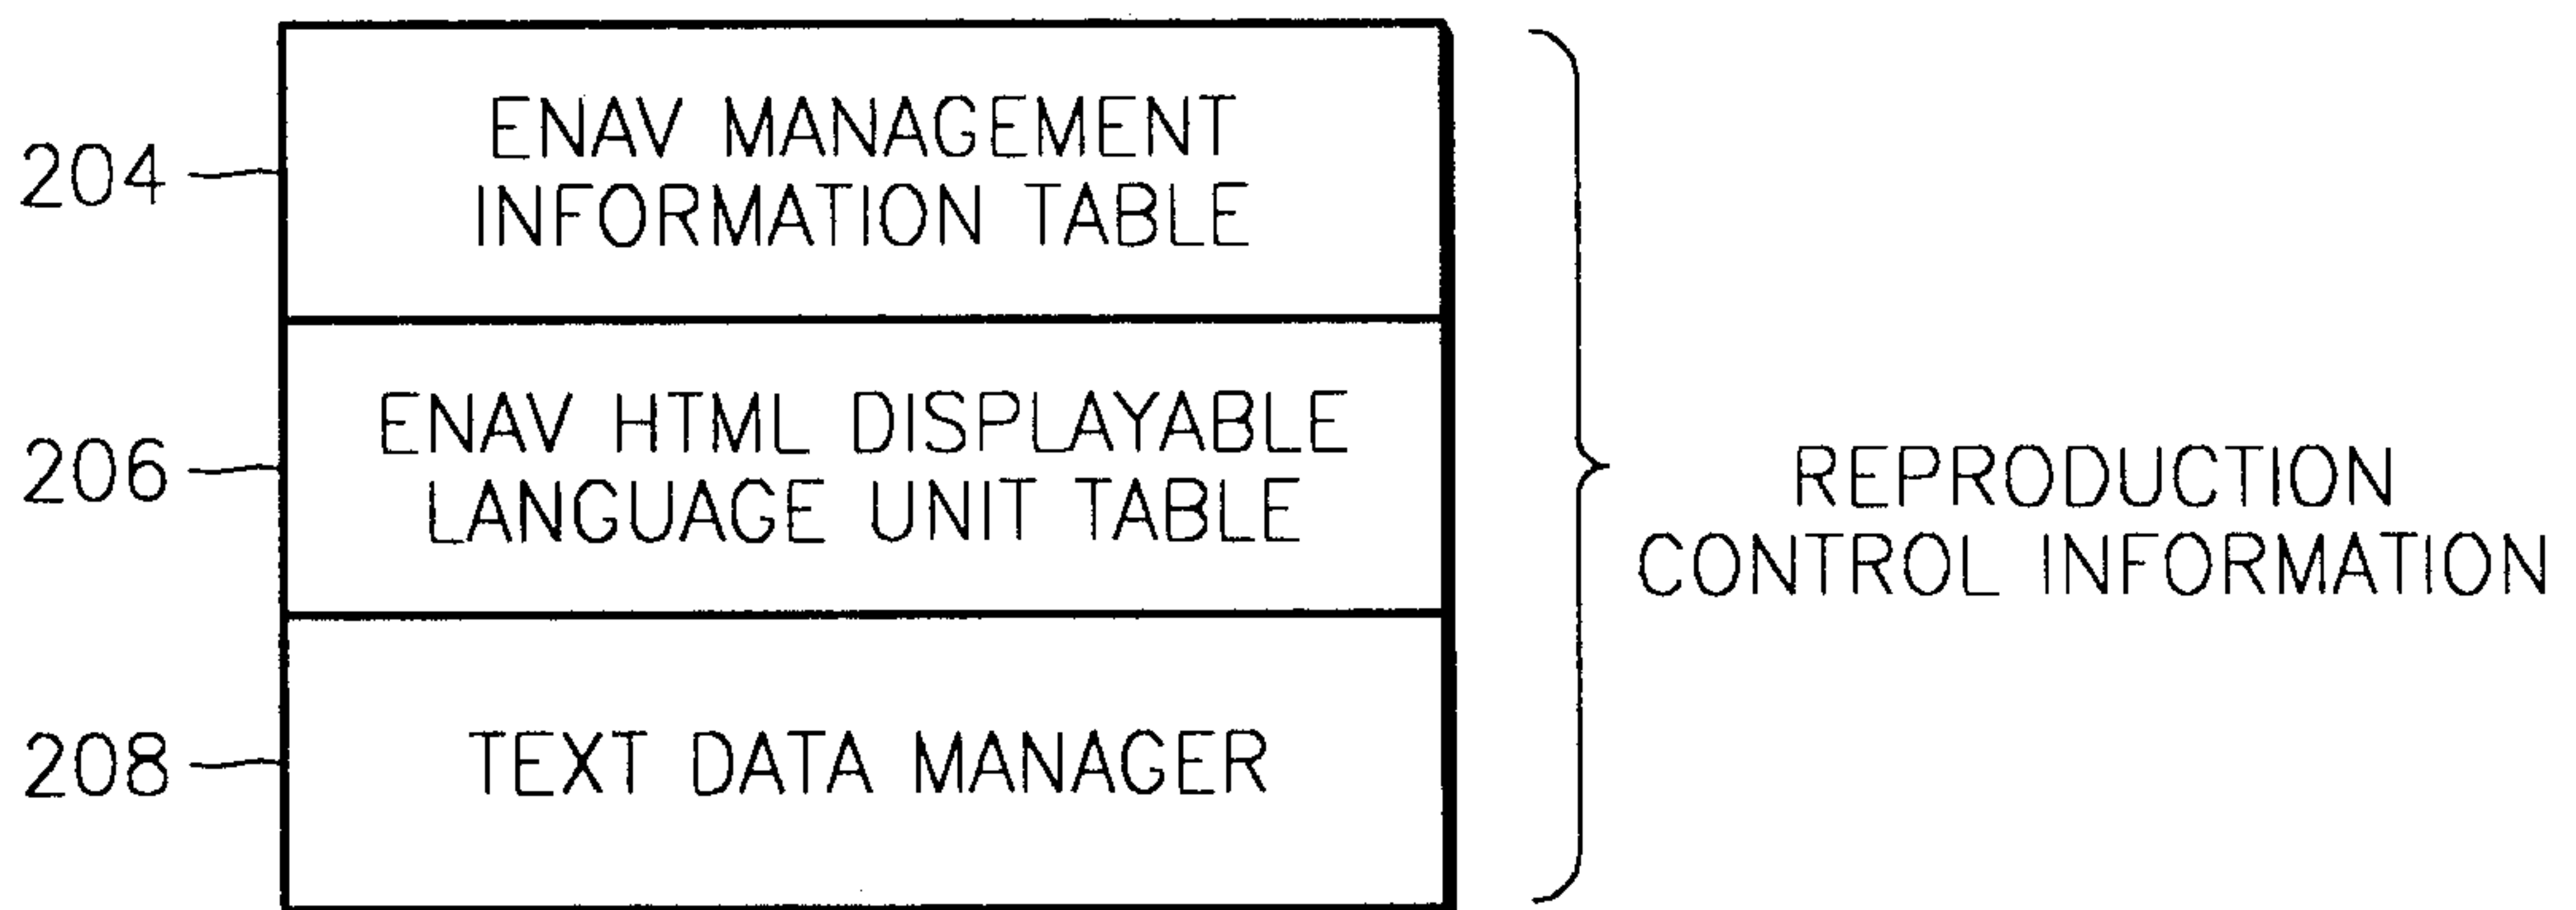 204
ENAV MANAGEMENT
INFORMATION TABLE
206
ENAV HTML DISPLAYABLE
LANGUAGE UNIT TABLE
208
TEXT DATA MANAGER
REPRODUCTION
CONTROL INFORMATION